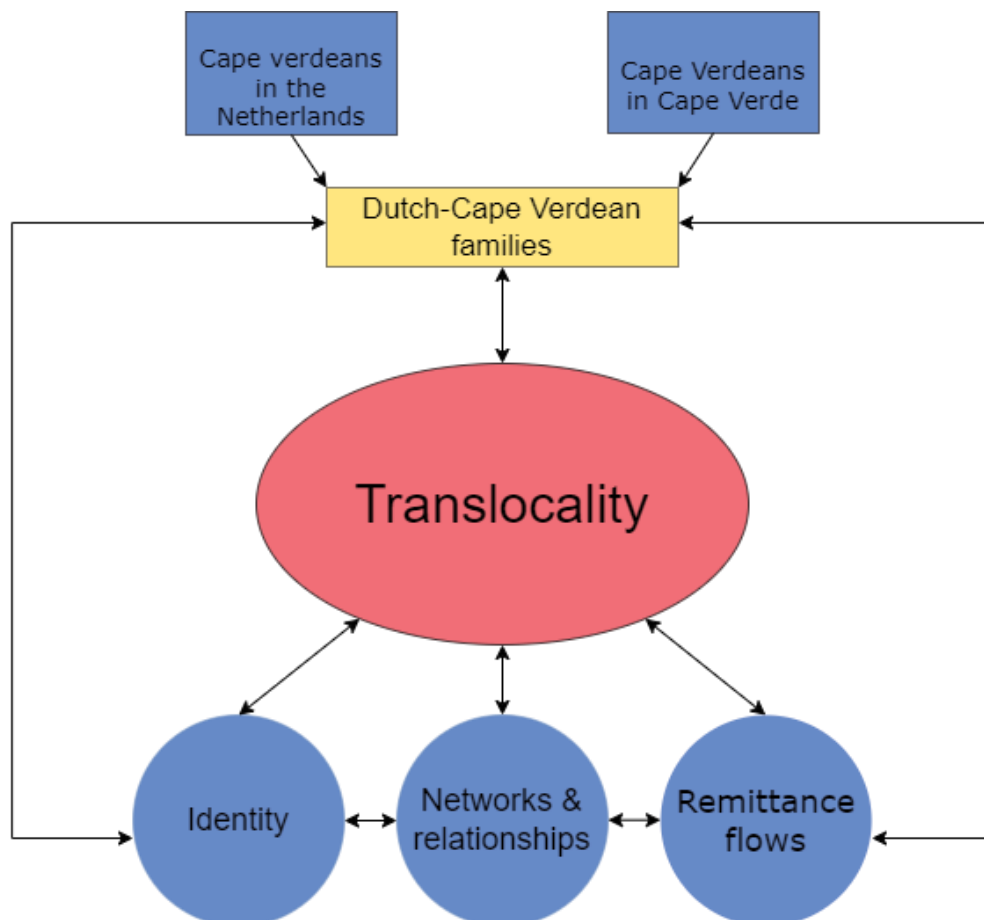 Cape verdeans
in the
Netherlands
Cape Verdeans
in Cape Verde
Dutch-Cape Verdean
families
Translocality
Identity
Networks &
relationships
Remittance
flows